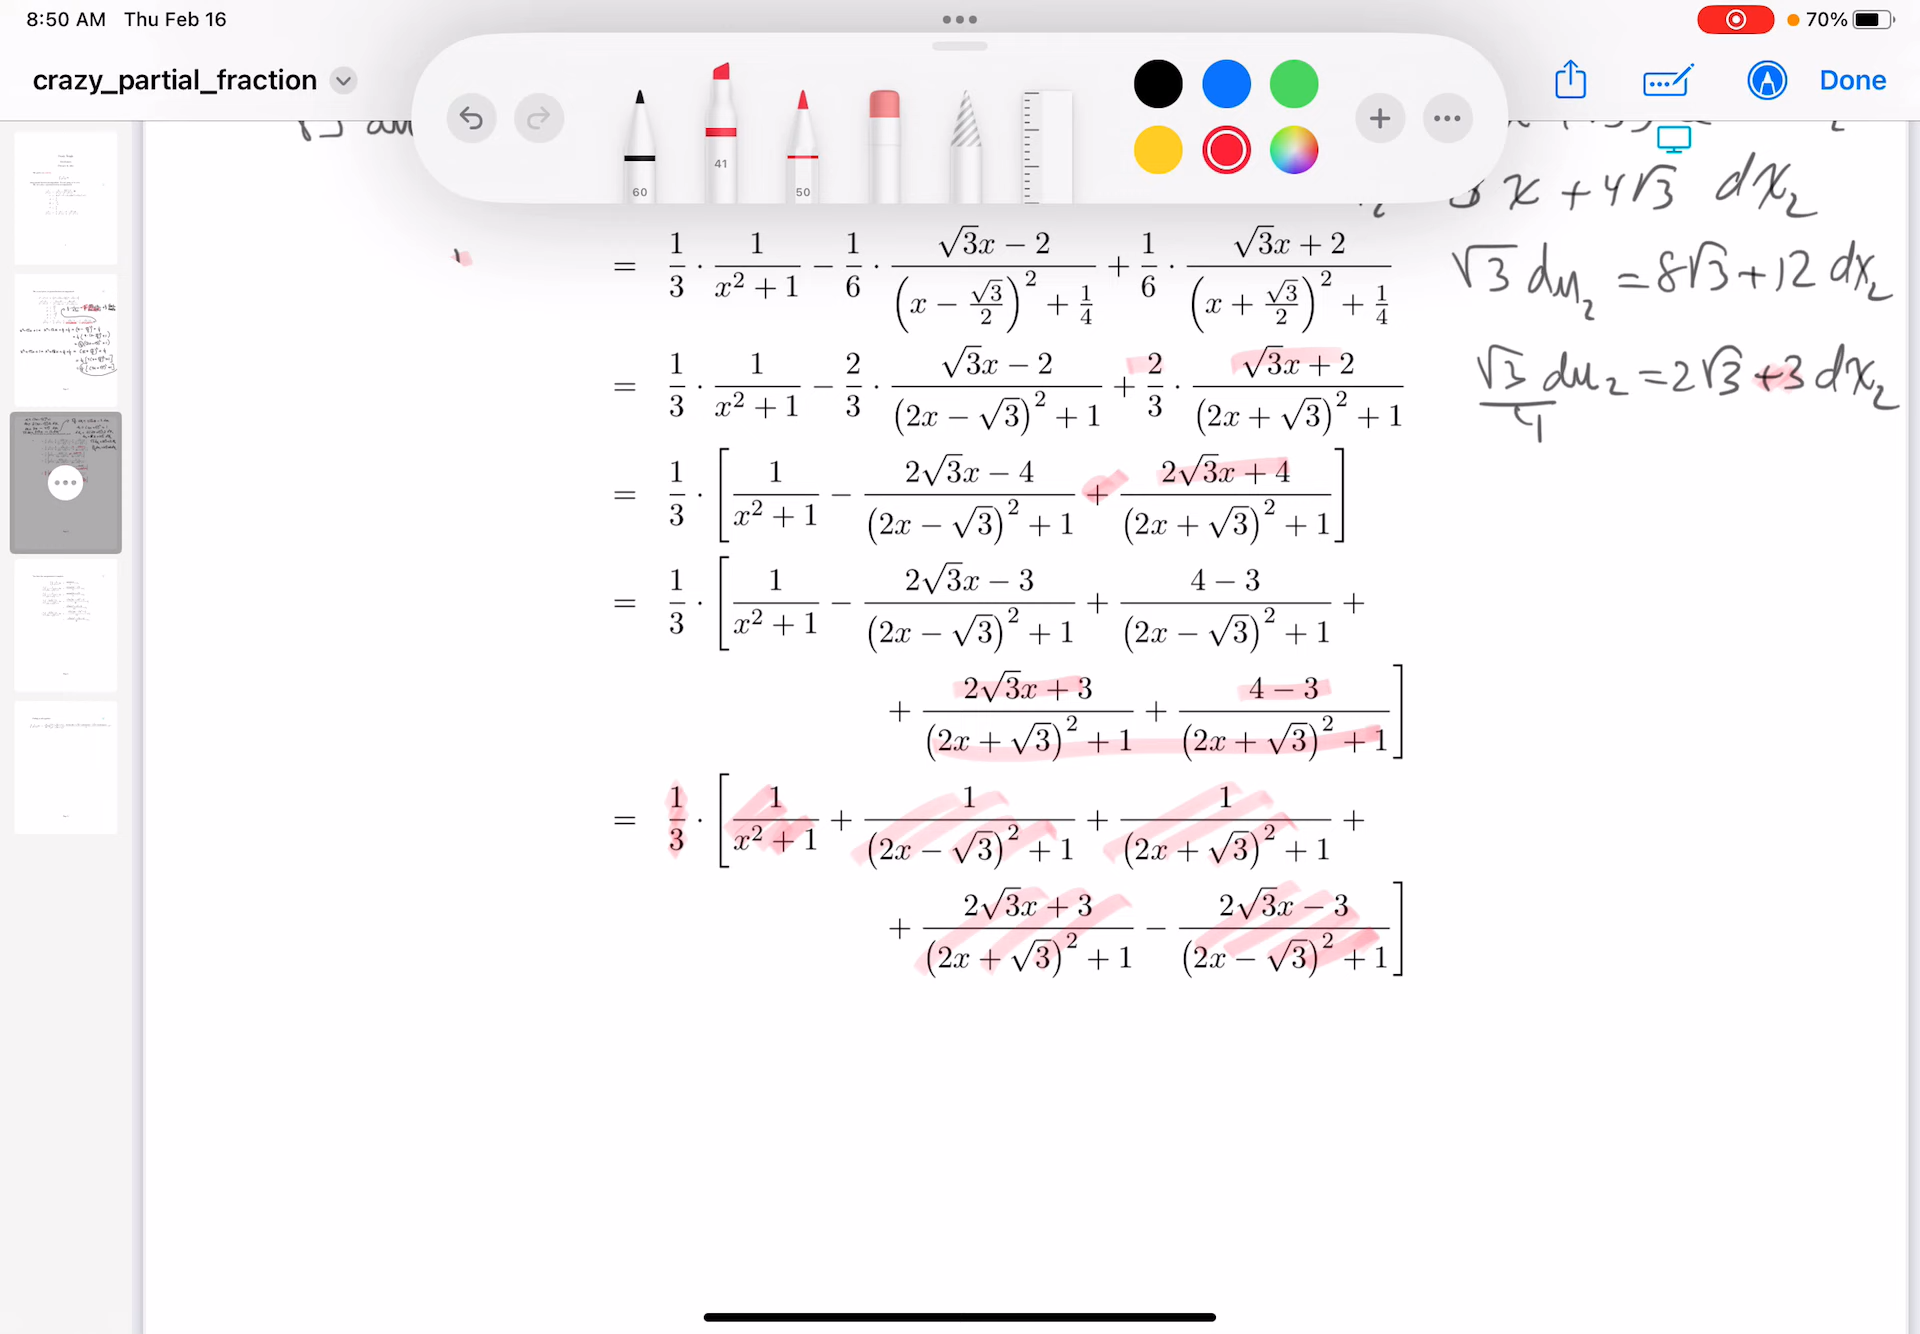 8:50 AM Thu Feb 16
70%
crazy_partial_fraction
Done
60 41 50
x + 4√3 dx₂
= 1/3 · 1/(x² + 1) − 1/6 · (√3x − 2)/((x − √3/2)² + 1/4) + 1/6 · (√3x + 2)/((x + √3/2)² + 1/4)
√3 du₂ = 8√3 + 12 dx₂
= 1/3 · 1/(x² + 1) − 2/3 · (√3x − 2)/((2x − √3)² + 1) + 2/3 · (√3x + 2)/((2x + √3)² + 1)
√3/4 du₂ = 2√3 + 3 dx₂
= 1/3 · [1/(x² + 1) − (2√3x − 4)/((2x − √3)² + 1) + (2√3x + 4)/((2x + √3)² + 1)]
= 1/3 · [1/(x² + 1) − (2√3x − 3)/((2x − √3)² + 1) + (4 − 3)/((2x − √3)² + 1) +
+ (2√3x + 3)/((2x + √3)² + 1) + (4 − 3)/((2x + √3)² + 1)]
= 1/3 · [1/(x² + 1) + 1/((2x − √3)² + 1) + 1/((2x + √3)² + 1) +
+ (2√3x + 3)/((2x + √3)² + 1) − (2√3x − 3)/((2x − √3)² + 1)]